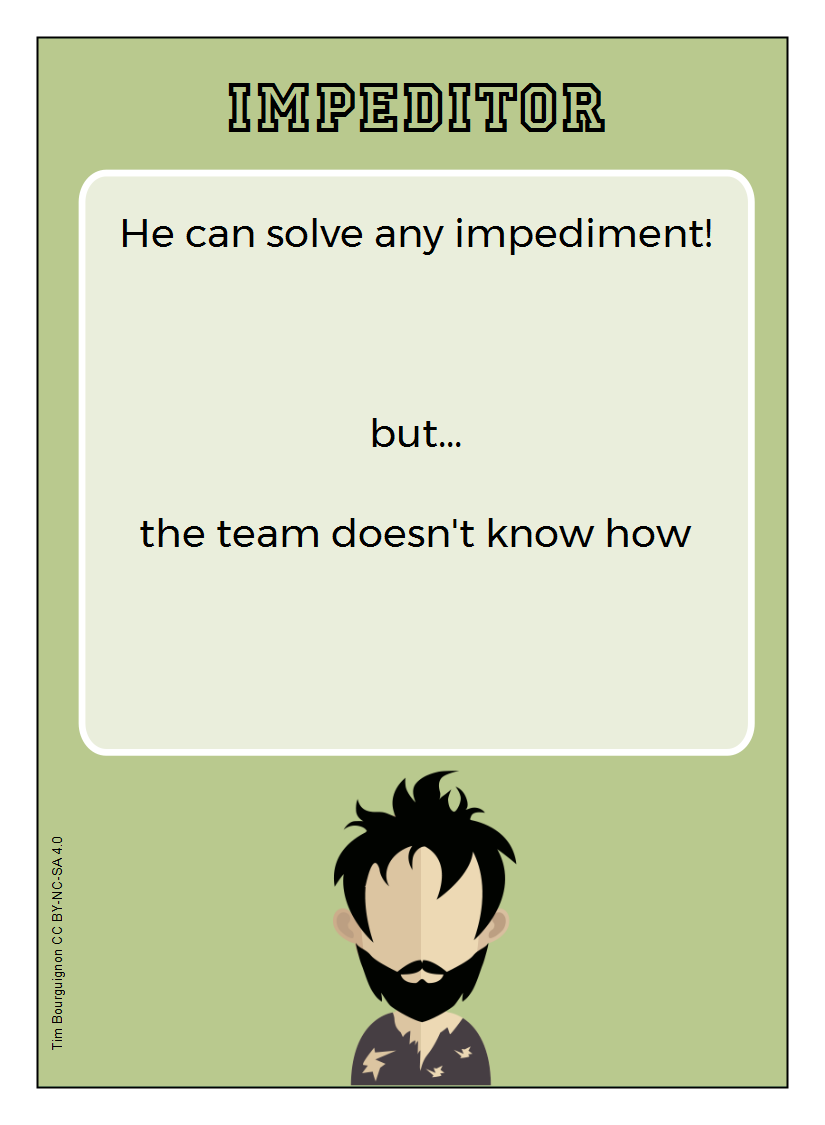 IMPEDITOR
He can solve any impediment!
but...
the team doesn't know how
Tim Bourguignon CC BY-NC-SA 4.0